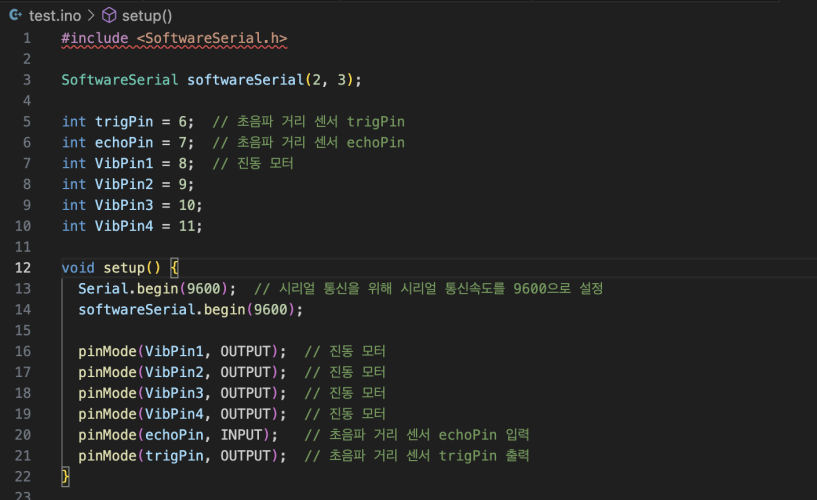 test.ino > setup()
1 #include <SoftwareSerial.h>
2
3 SoftwareSerial softwareSerial(2, 3);
4
5 int trigPin = 6;  // 초음파 거리 센서 trigPin
6 int echoPin = 7;  // 초음파 거리 센서 echoPin
7 int VibPin1 = 8;  // 진동 모터
8 int VibPin2 = 9;
9 int VibPin3 = 10;
10 int VibPin4 = 11;
11
12 void setup() {
13   Serial.begin(9600);  // 시리얼 통신을 위해 시리얼 통신속도를 9600으로 설정
14   softwareSerial.begin(9600);
15
16   pinMode(VibPin1, OUTPUT);  // 진동 모터
17   pinMode(VibPin2, OUTPUT);  // 진동 모터
18   pinMode(VibPin3, OUTPUT);  // 진동 모터
19   pinMode(VibPin4, OUTPUT);  // 진동 모터
20   pinMode(echoPin, INPUT);   // 초음파 거리 센서 echoPin 입력
21   pinMode(trigPin, OUTPUT);  // 초음파 거리 센서 trigPin 출력
22 }
23